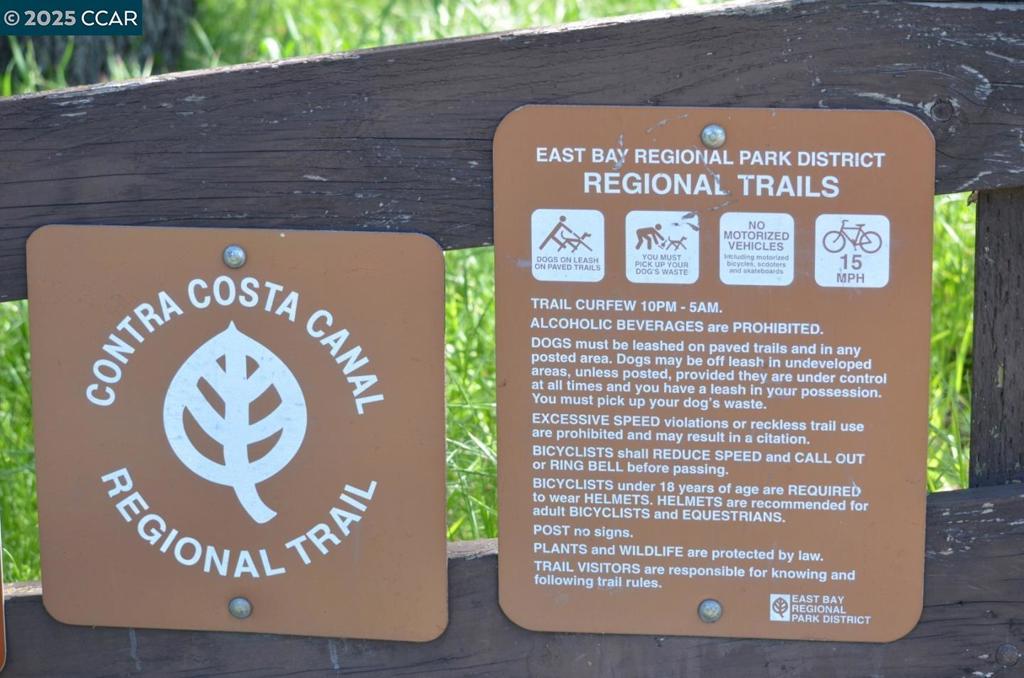 © 2025 CCAR
CONTRA COSTA CANAL
REGIONAL TRAIL
EAST BAY REGIONAL PARK DISTRICT
REGIONAL TRAILS
DOGS ON LEASH
ON PAVED TRAILS
YOU MUST
PICK UP YOUR
DOG'S WASTE
NO
MOTORIZED
VEHICLES
including motorized
bicycles, scooters
and skateboards
15
MPH
TRAIL CURFEW 10PM - 5AM.
ALCOHOLIC BEVERAGES are PROHIBITED.
DOGS must be leashed on paved trails and in any
posted area. Dogs may be off leash in undeveloped
areas, unless posted, provided they are under control
at all times and you have a leash in your possession.
You must pick up your dog's waste.
EXCESSIVE SPEED violations or reckless trail use
are prohibited and may result in a citation.
BICYCLISTS shall REDUCE SPEED and CALL OUT
or RING BELL before passing.
BICYCLISTS under 18 years of age are REQUIRED
to wear HELMETS. HELMETS are recommended for
adult BICYCLISTS and EQUESTRIANS.
POST no signs.
PLANTS and WILDLIFE are protected by law.
TRAIL VISITORS are responsible for knowing and
following trail rules.
EAST BAY
REGIONAL
PARK DISTRICT